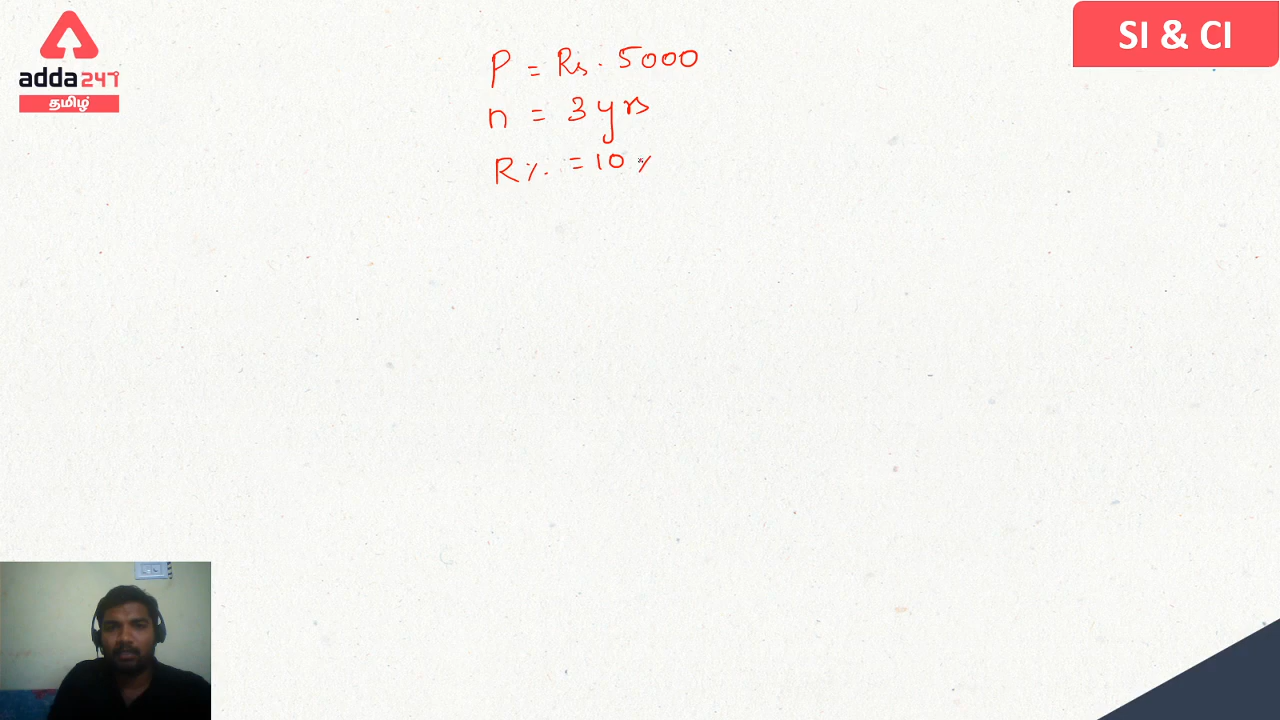 SI & CI
adda247
தமிழ்
P = Rs. 5000
n = 3 yrs
R%. = 10%